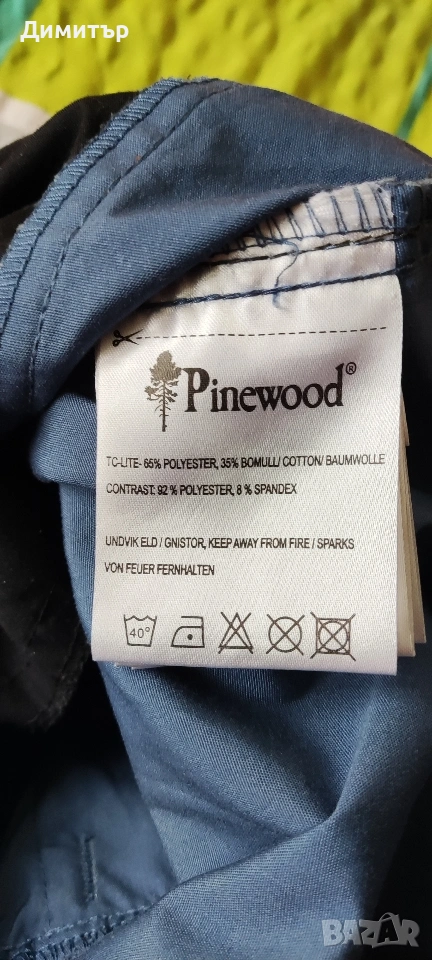 Димитър
Pinewood®
TC-LITE- 65% POLYESTER, 35% BOMULL/ COTTON/ BAUMWOLLE
CONTRAST: 92 % POLYESTER, 8 % SPANDEX
UNDVIK ELD / GNISTOR, KEEP AWAY FROM FIRE / SPARKS
VON FEUER FERNHALTEN
40°
BAZAR